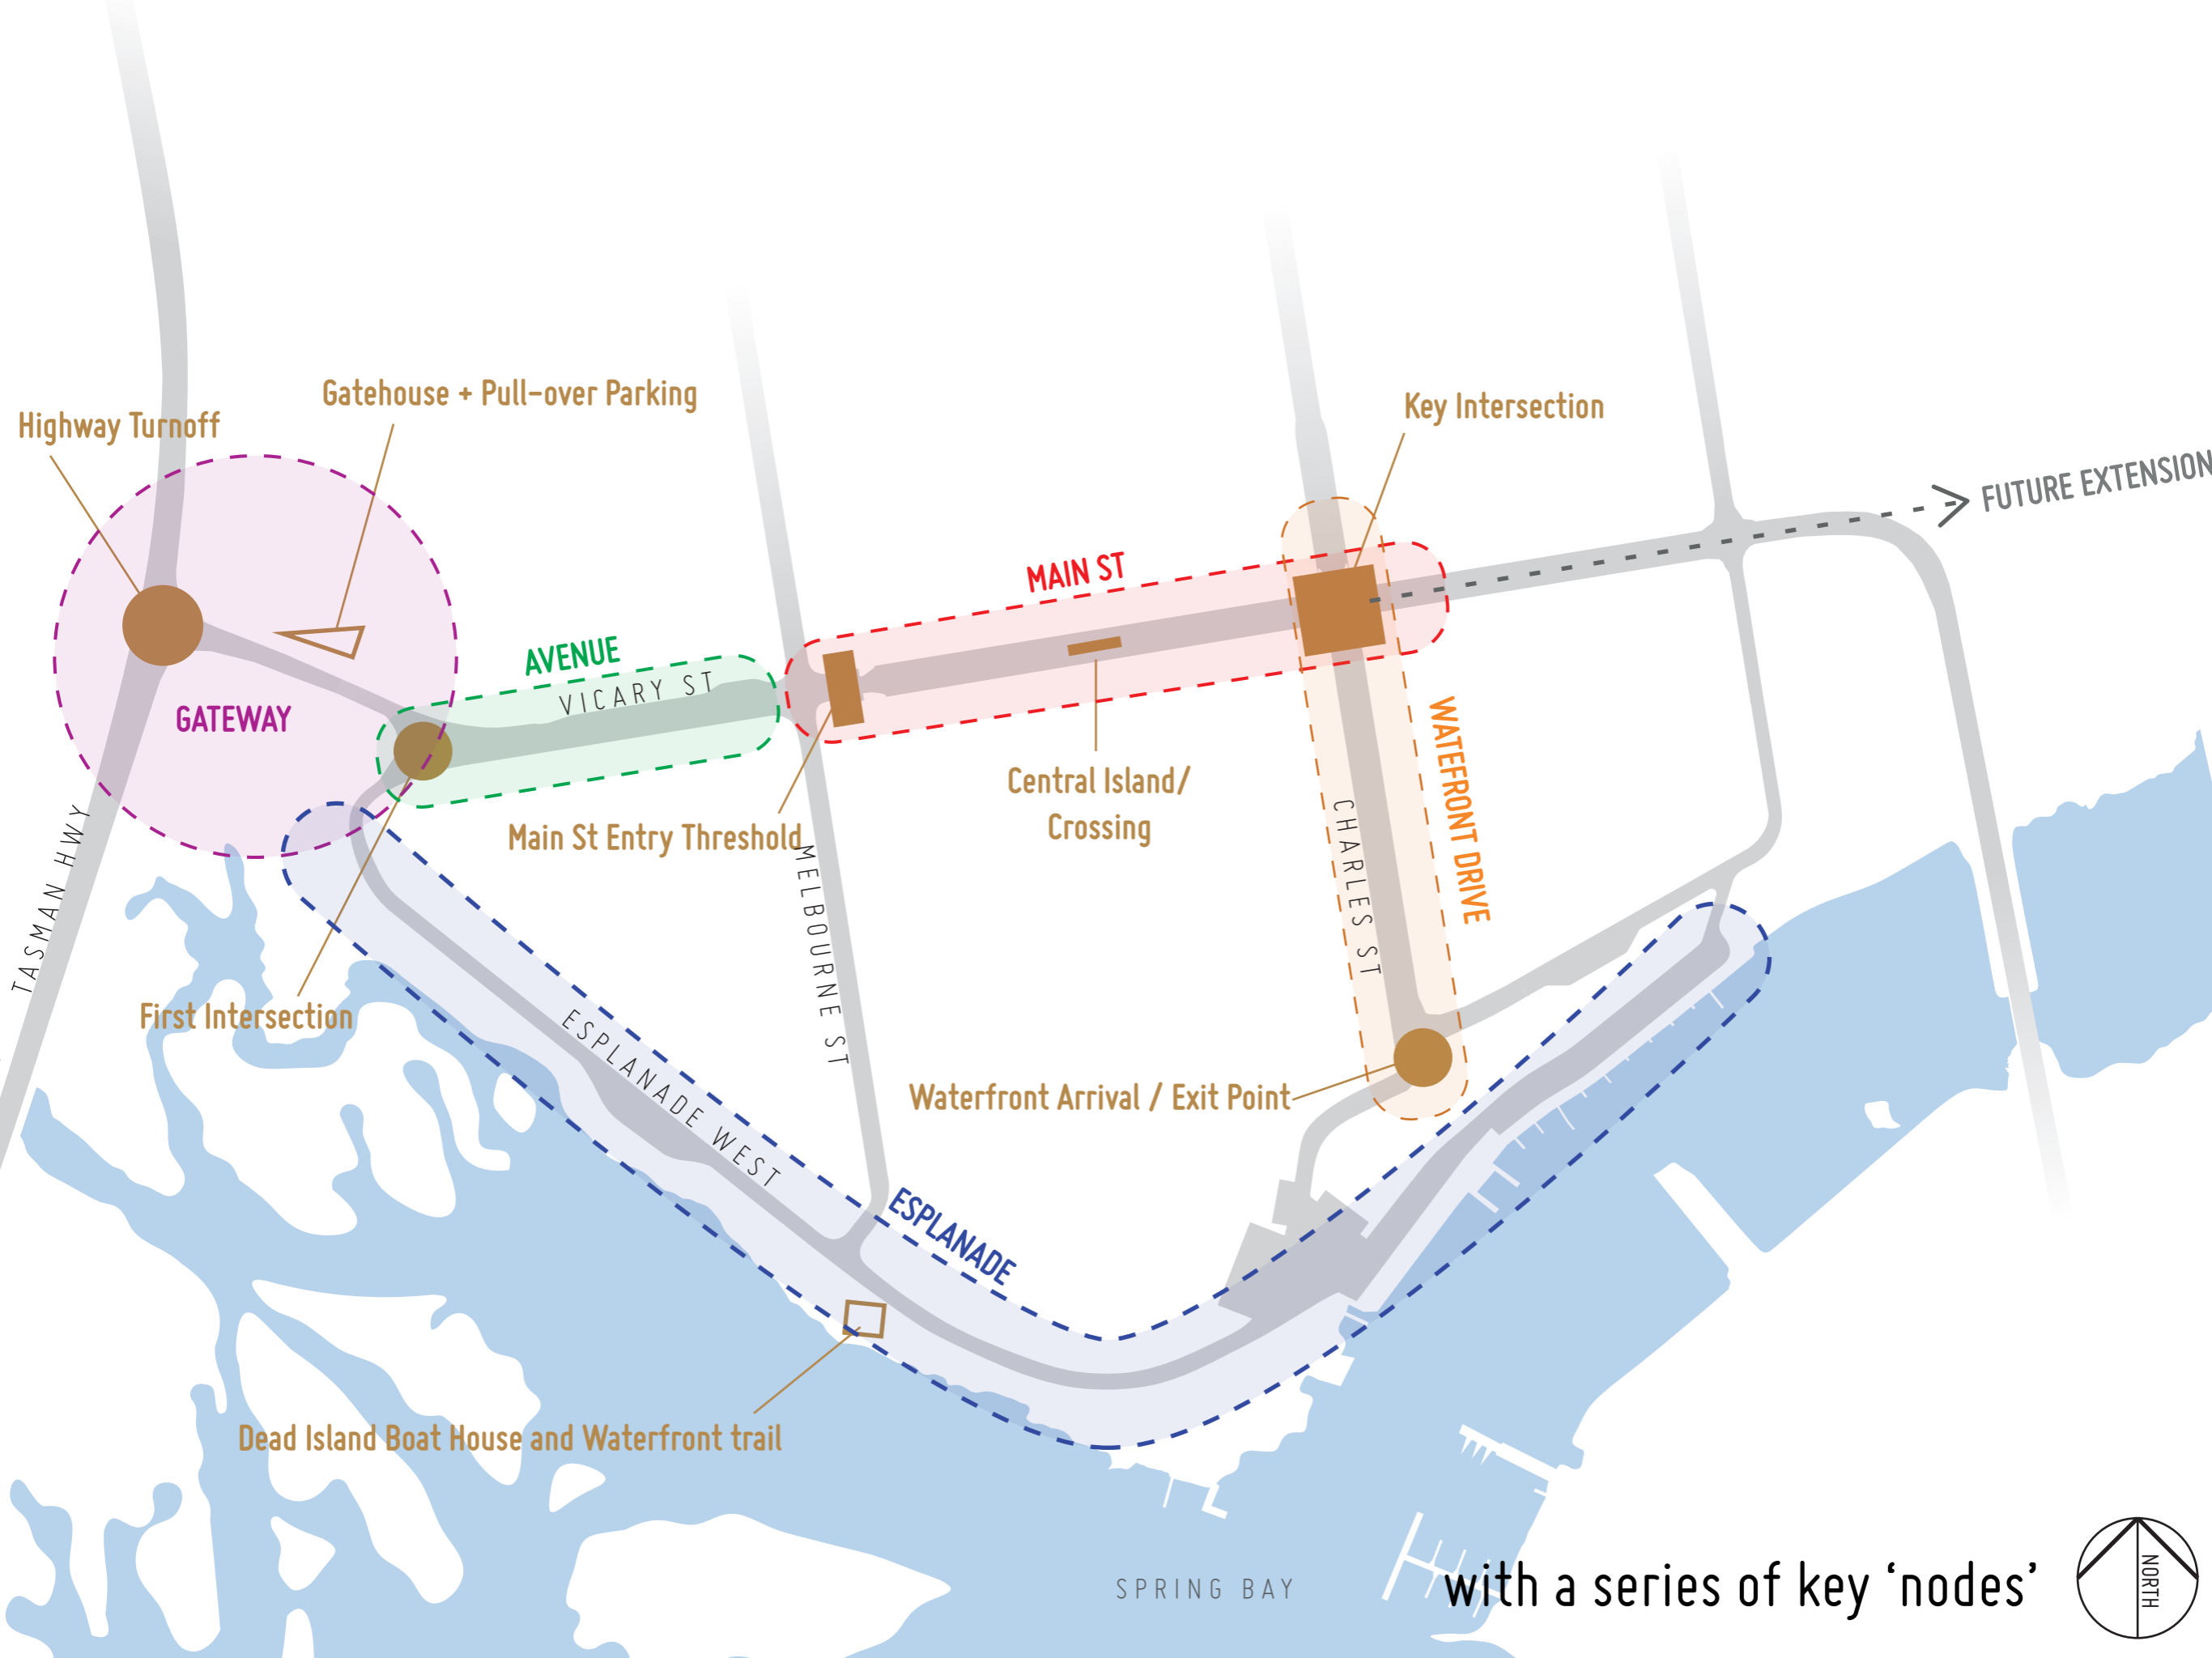 Gatehouse + Pull-over Parking
Highway Turnoff
Key Intersection
FUTURE EXTENSION
MAIN ST
AVENUE
VICARY ST
GATEWAY
WATEFRONT DRIVE
Central Island/
Crossing
Main St Entry Threshold
CHARLES ST
TASMAN HWY
MELBOURNE ST
First Intersection
ESPLANADE WEST
Waterfront Arrival / Exit Point
ESPLANADE
Dead Island Boat House and Waterfront trail
SPRING BAY
with a series of key ‘nodes’
NORTH